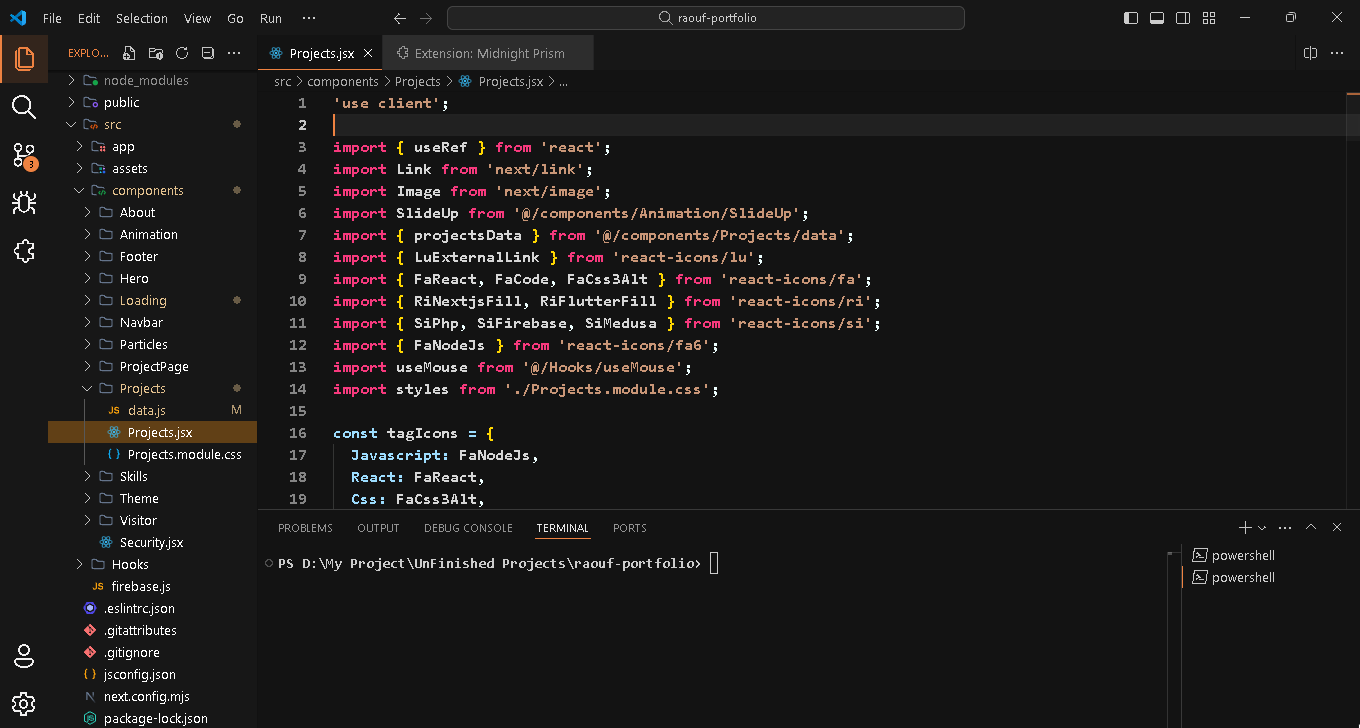 File Edit Selection View Go Run ···
raouf-portfolio
EXPLO...
node_modules
public
src
app
assets
components
About
Animation
Footer
Hero
Loading
Navbar
Particles
ProjectPage
Projects
JS data.js M
Projects.jsx
{ } Projects.module.css
Skills
Theme
Visitor
Security.jsx
Hooks
JS firebase.js
.eslintrc.json
.gitattributes
.gitignore
{ } jsconfig.json
N next.config.mjs
package-lock.json
3
Projects.jsx
Extension: Midnight Prism
src > components > Projects > Projects.jsx > ...
1 'use client';
2
3 import { useRef } from 'react';
4 import Link from 'next/link';
5 import Image from 'next/image';
6 import SlideUp from '@/components/Animation/SlideUp';
7 import { projectsData } from '@/components/Projects/data';
8 import { LuExternalLink } from 'react-icons/lu';
9 import { FaReact, FaCode, FaCss3Alt } from 'react-icons/fa';
10 import { RiNextjsFill, RiFlutterFill } from 'react-icons/ri';
11 import { SiPhp, SiFirebase, SiMedusa } from 'react-icons/si';
12 import { FaNodeJs } from 'react-icons/fa6';
13 import useMouse from '@/Hooks/useMouse';
14 import styles from './Projects.module.css';
15
16 const tagIcons = {
17 Javascript: FaNodeJs,
18 React: FaReact,
19 Css: FaCss3Alt,
PROBLEMS OUTPUT DEBUG CONSOLE TERMINAL PORTS
PS D:\My Project\UnFinished Projects\raouf-portfolio>
powershell
powershell